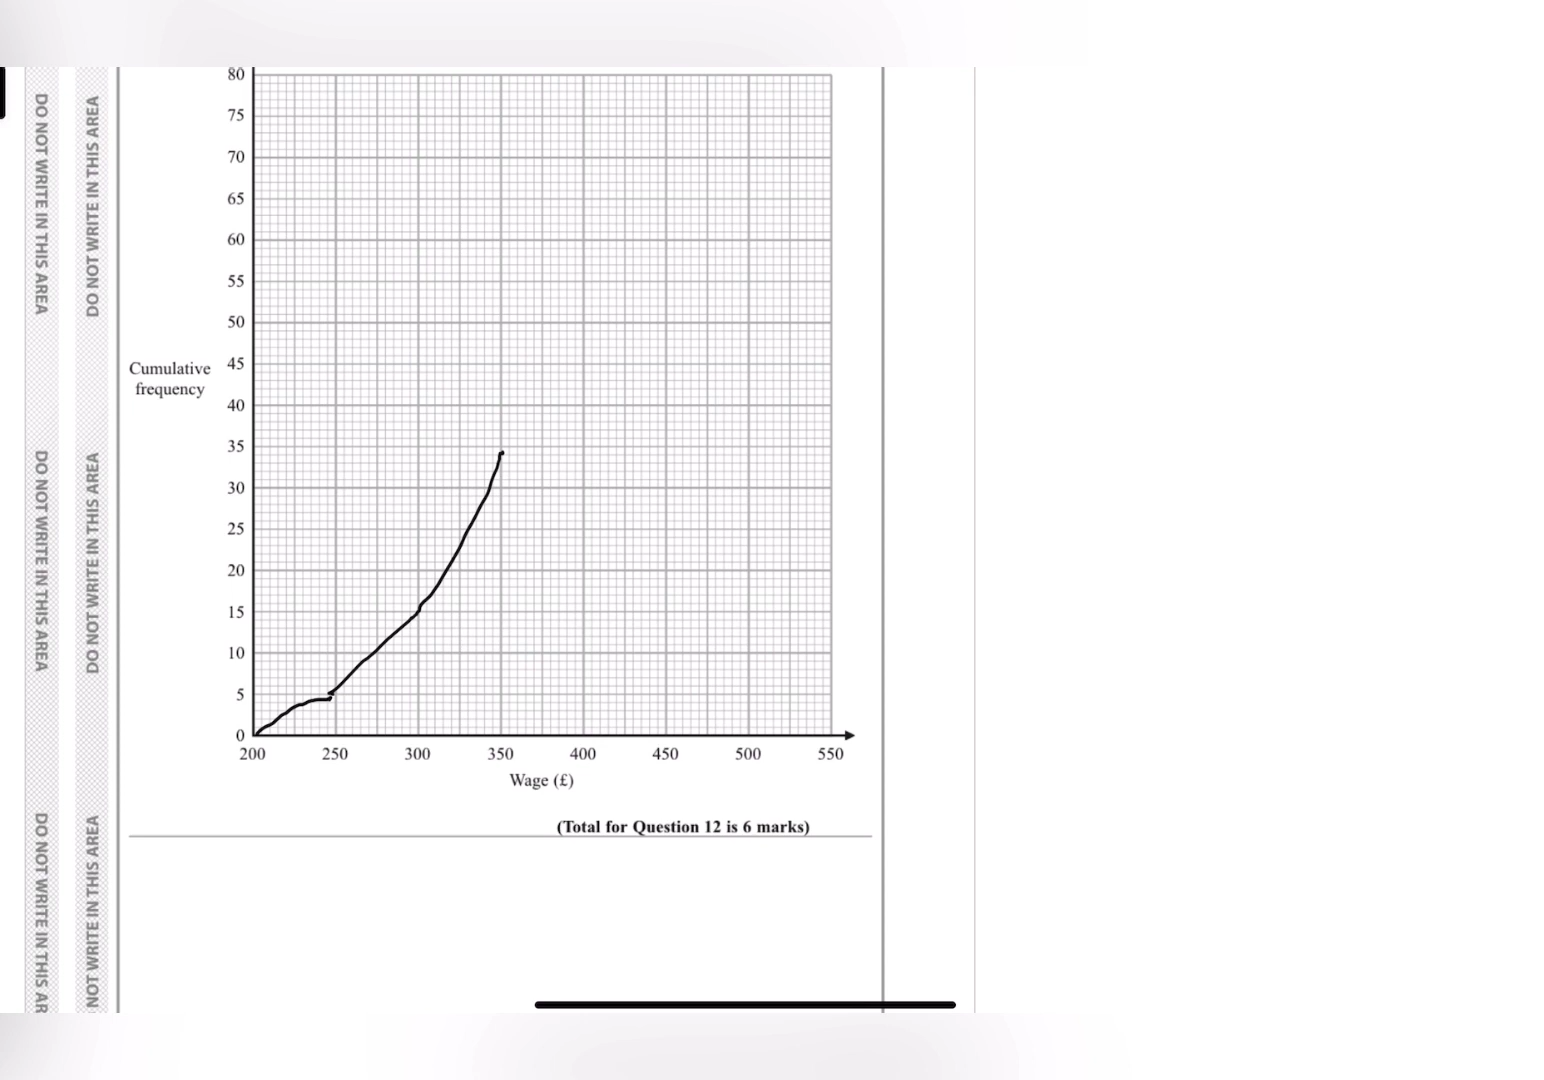 80
75
70
65
60
55
50
45
40
35
30
25
20
15
10
5
0
Cumulative
frequency
200 250 300 350 400 450 500 550
Wage (£)
(Total for Question 12 is 6 marks)
DO NOT WRITE IN THIS AREA
DO NOT WRITE IN THIS AREA
DO NOT WRITE IN THIS AR
DO NOT WRITE IN THIS AREA
DO NOT WRITE IN THIS AREA
NOT WRITE IN THIS AREA